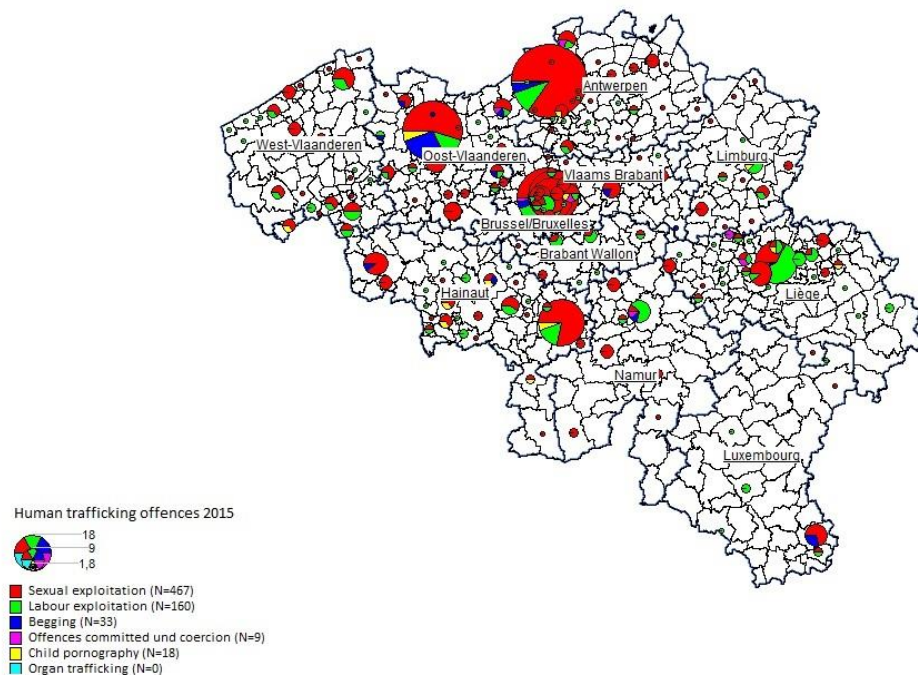 Antwerpen
West-Vlaanderen
Oost-Vlaanderen
Limburg
Vlaams Brabant
Brussel/Bruxelles
Brabant Wallon
Hainaut
Liège
Namur
Luxembourg
Human trafficking offences 2015
18
9
1,8
Sexual exploitation (N=467)
Labour exploitation (N=160)
Begging (N=33)
Offences committed und coercion (N=9)
Child pornography (N=18)
Organ trafficking (N=0)